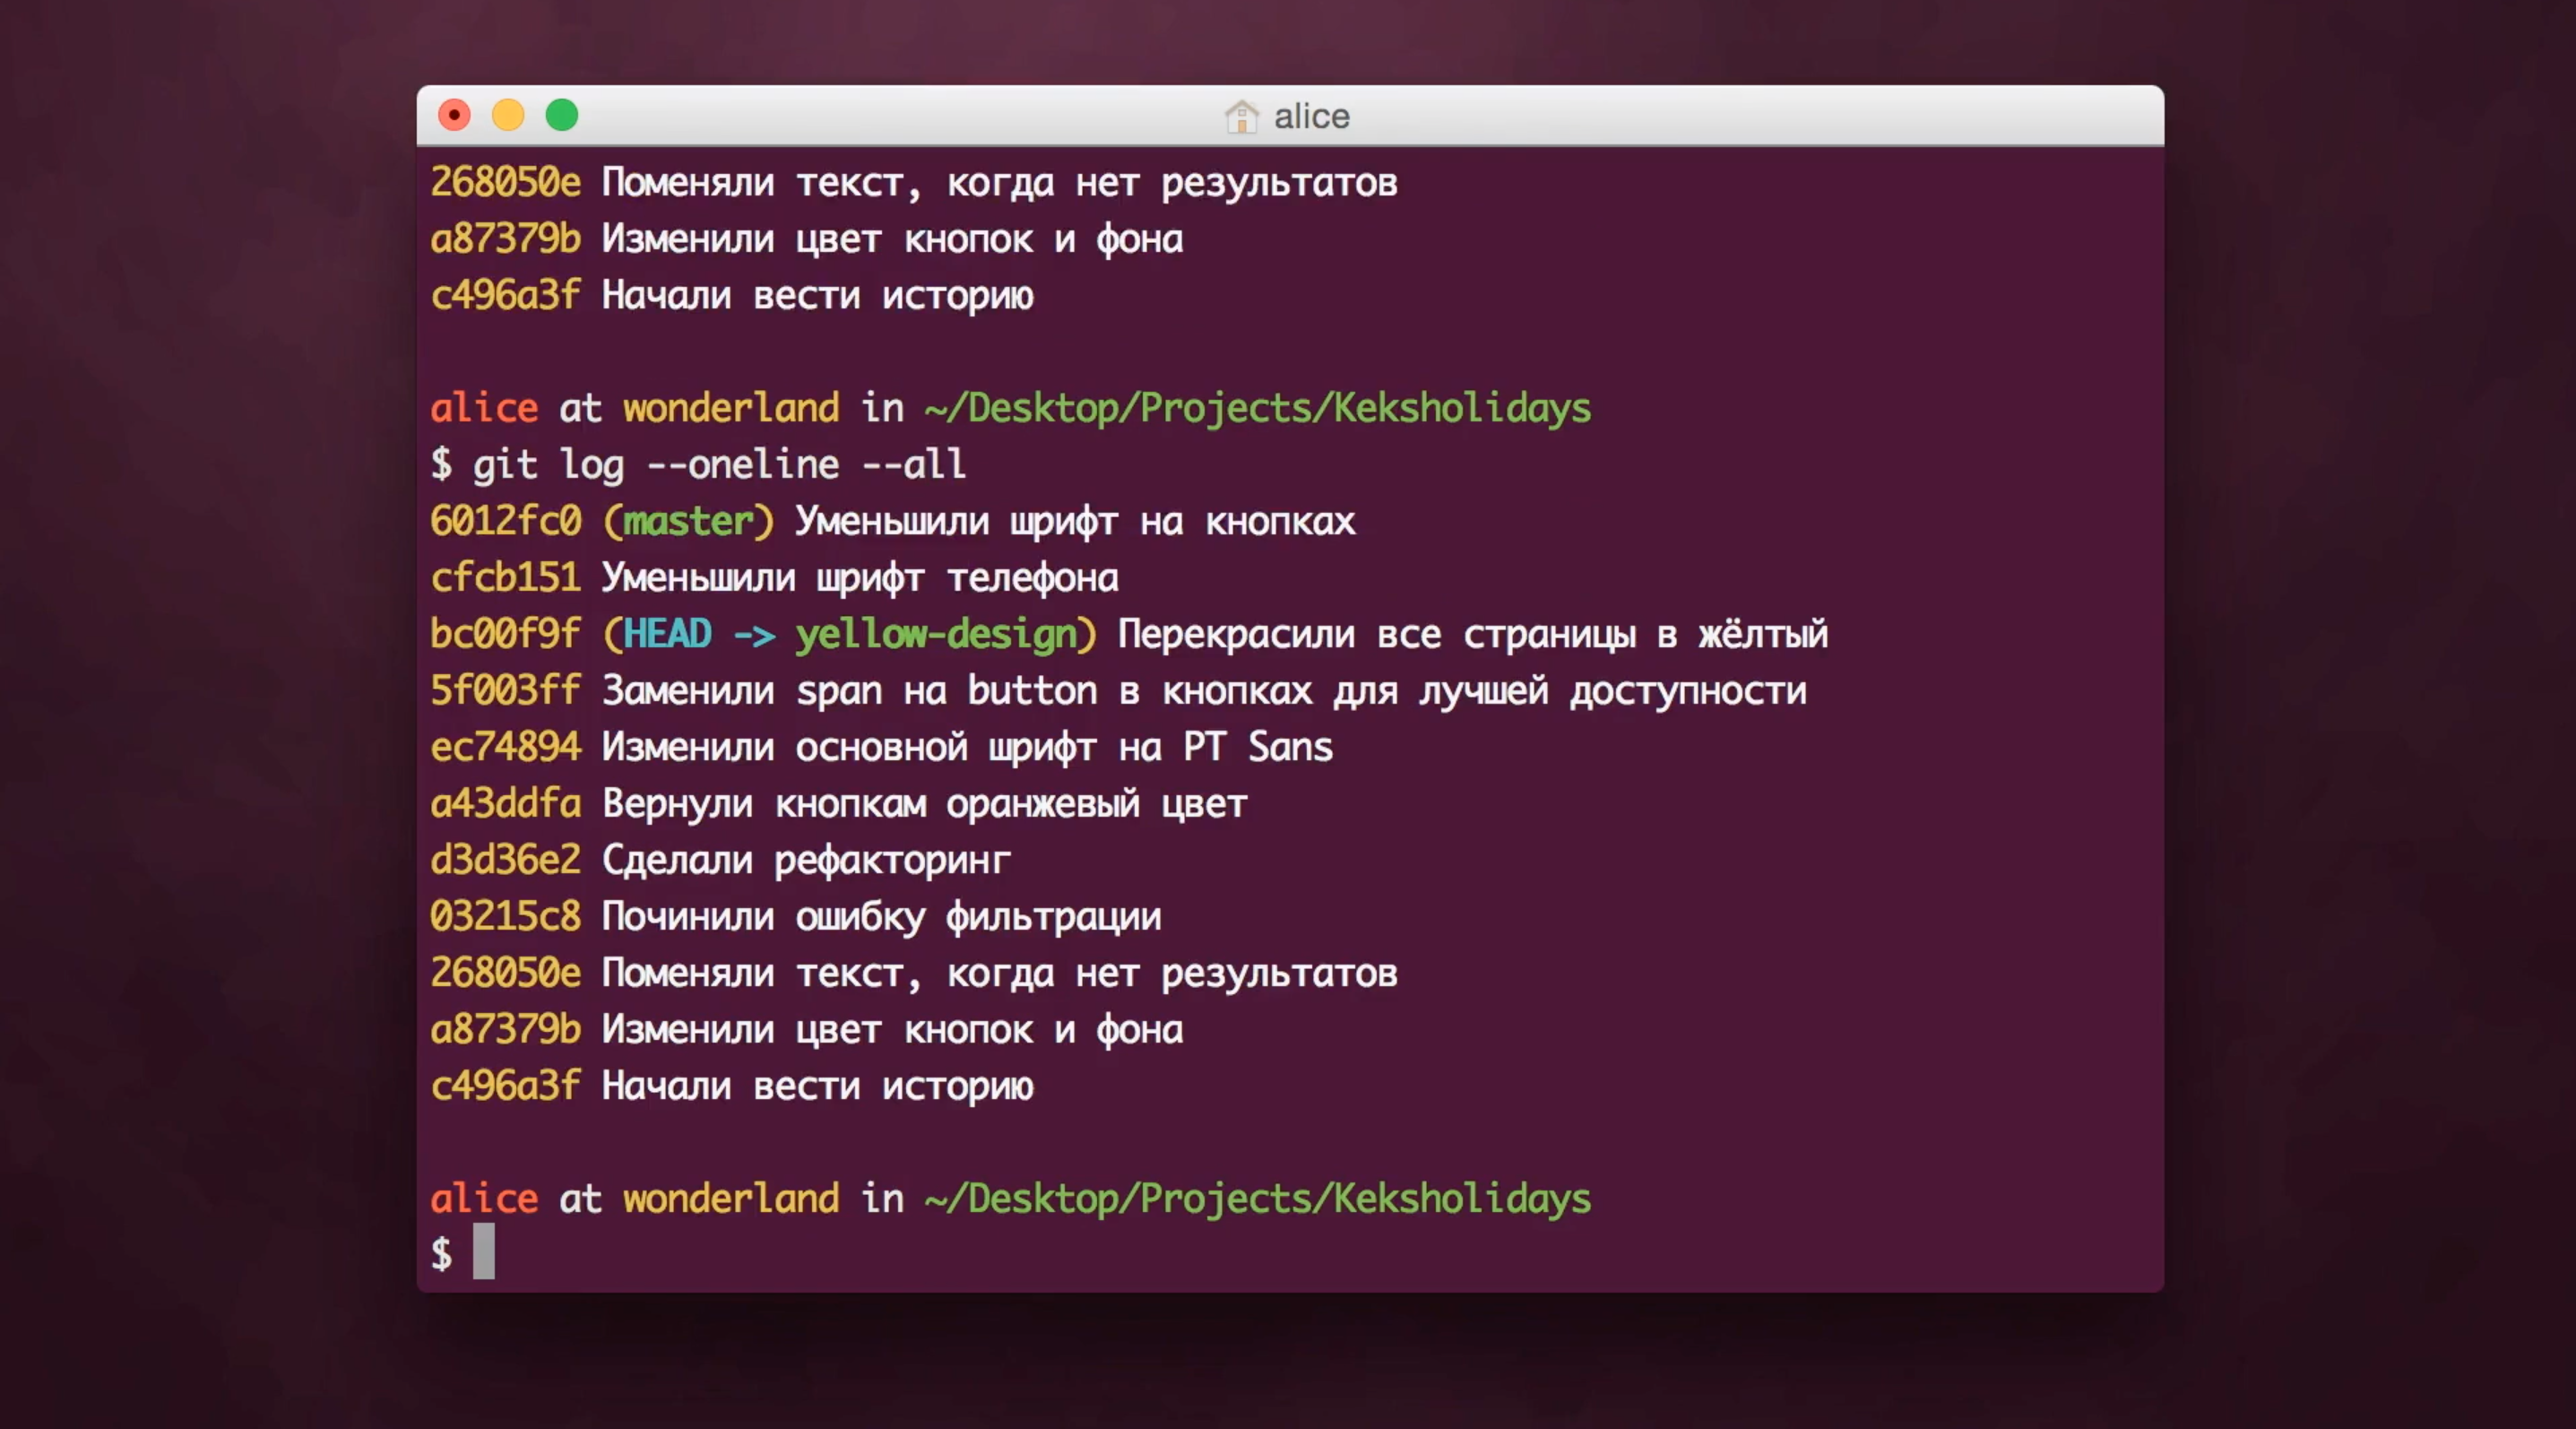 alice
268050e Поменяли текст, когда нет результатов
a87379b Изменили цвет кнопок и фона
c496a3f Начали вести историю
alice at wonderland in ~/Desktop/Projects/Keksholidays
$ git log --oneline --all
6012fc0 (master) Уменьшили шрифт на кнопках
cfcb151 Уменьшили шрифт телефона
bc00f9f (HEAD -> yellow-design) Перекрасили все страницы в жёлтый
5f003ff Заменили span на button в кнопках для лучшей доступности
ec74894 Изменили основной шрифт на PT Sans
a43ddfa Вернули кнопкам оранжевый цвет
d3d36e2 Сделали рефакторинг
03215c8 Починили ошибку фильтрации
268050e Поменяли текст, когда нет результатов
a87379b Изменили цвет кнопок и фона
c496a3f Начали вести историю
alice at wonderland in ~/Desktop/Projects/Keksholidays
$